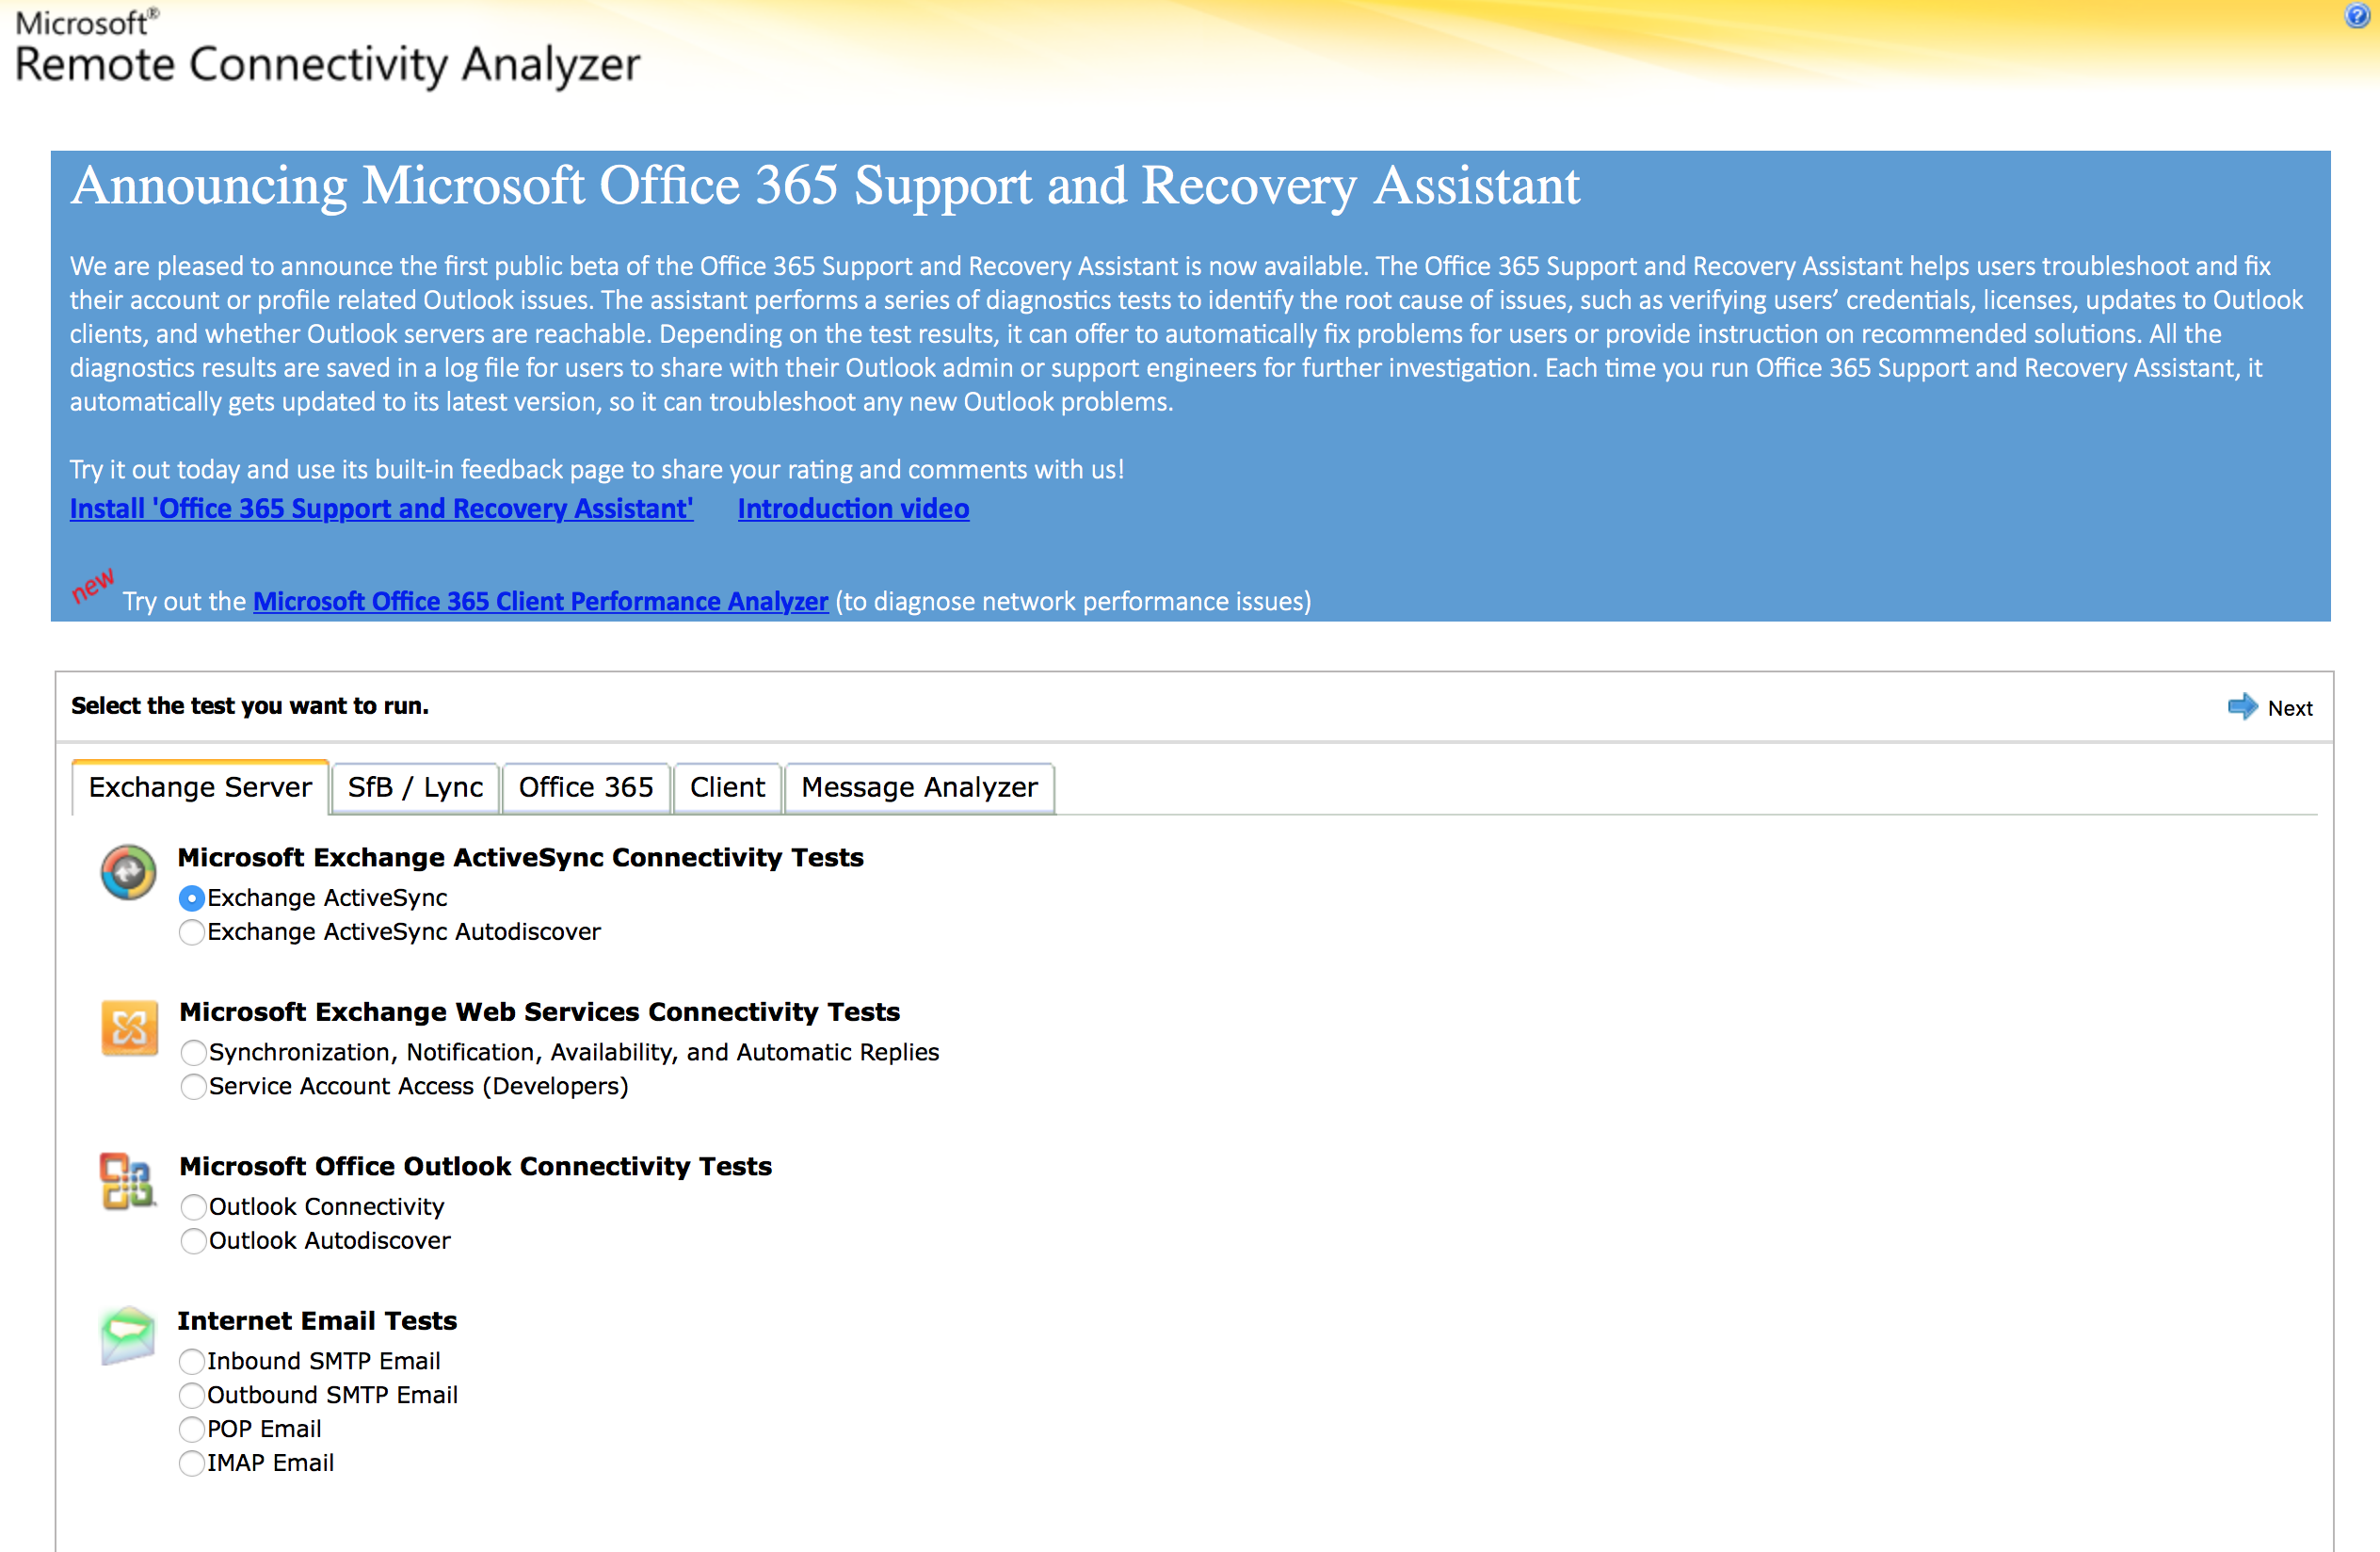 Microsoft®
Remote Connectivity Analyzer
Announcing Microsoft Office 365 Support and Recovery Assistant
We are pleased to announce the first public beta of the Office 365 Support and Recovery Assistant is now available. The Office 365 Support and Recovery Assistant helps users troubleshoot and fix
their account or profile related Outlook issues. The assistant performs a series of diagnostics tests to identify the root cause of issues, such as verifying users’ credentials, licenses, updates to Outlook
clients, and whether Outlook servers are reachable. Depending on the test results, it can offer to automatically fix problems for users or provide instruction on recommended solutions. All the
diagnostics results are saved in a log file for users to share with their Outlook admin or support engineers for further investigation. Each time you run Office 365 Support and Recovery Assistant, it
automatically gets updated to its latest version, so it can troubleshoot any new Outlook problems.
Try it out today and use its built-in feedback page to share your rating and comments with us!
Install 'Office 365 Support and Recovery Assistant' Introduction video
new Try out the Microsoft Office 365 Client Performance Analyzer (to diagnose network performance issues)
Select the test you want to run. Next
Exchange Server SfB / Lync Office 365 Client Message Analyzer
Microsoft Exchange ActiveSync Connectivity Tests
Exchange ActiveSync
Exchange ActiveSync Autodiscover
Microsoft Exchange Web Services Connectivity Tests
Synchronization, Notification, Availability, and Automatic Replies
Service Account Access (Developers)
Microsoft Office Outlook Connectivity Tests
Outlook Connectivity
Outlook Autodiscover
Internet Email Tests
Inbound SMTP Email
Outbound SMTP Email
POP Email
IMAP Email